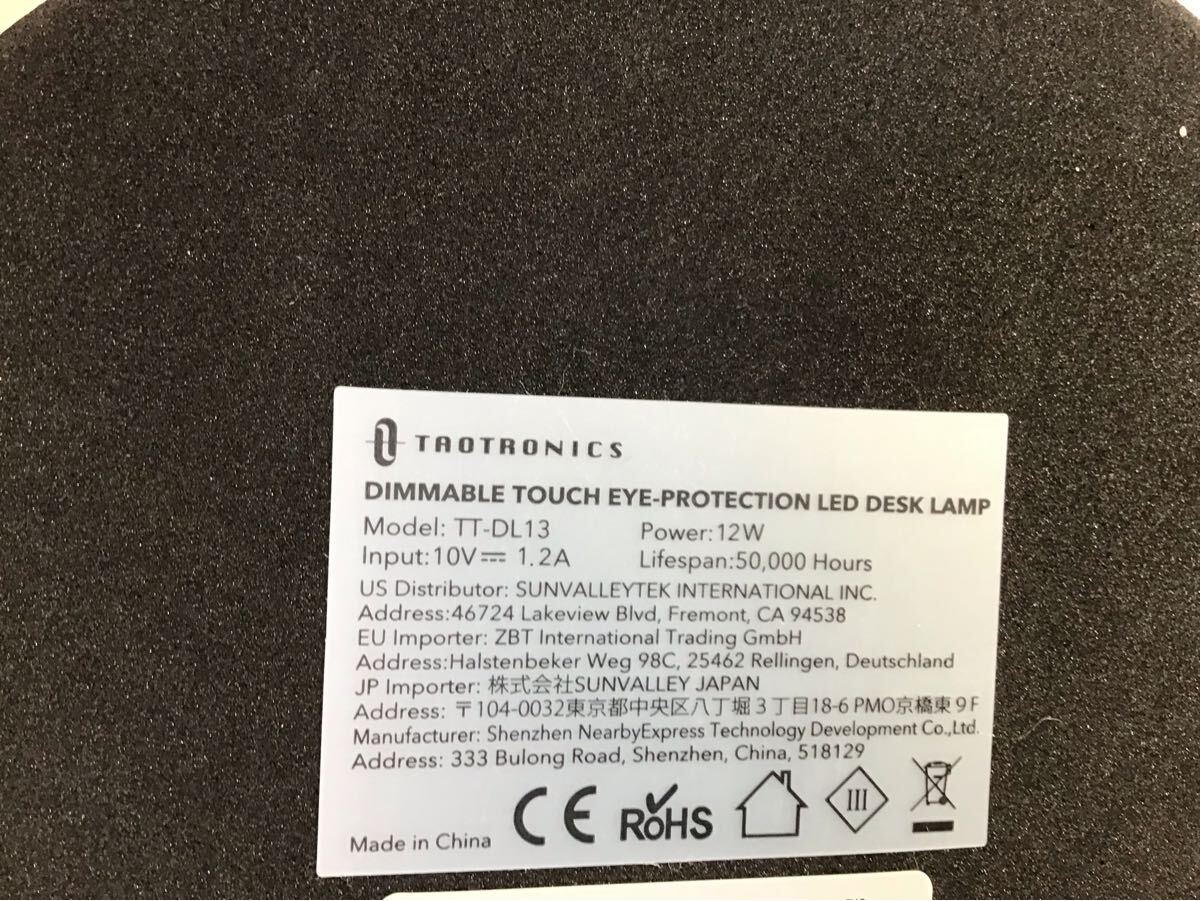 TAOTRONICS
DIMMABLE TOUCH EYE-PROTECTION LED DESK LAMP
Model: TT-DL13 Power:12W
Input:10V⎓ 1.2A Lifespan:50,000 Hours
US Distributor: SUNVALLEYTEK INTERNATIONAL INC.
Address:46724 Lakeview Blvd, Fremont, CA 94538
EU Importer: ZBT International Trading GmbH
Address:Halstenbeker Weg 98C, 25462 Rellingen, Deutschland
JP Importer: 株式会社SUNVALLEY JAPAN
Address: 〒104-0032東京都中央区八丁堀3丁目18-6 PMO京橋東9F
Manufacturer: Shenzhen NearbyExpress Technology Development Co.,Ltd.
Address: 333 Bulong Road, Shenzhen, China, 518129
Made in China CE RoHS III